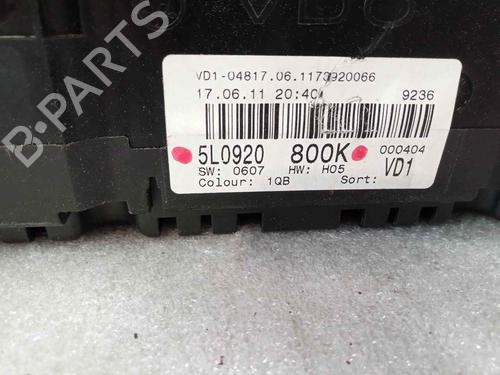 VDO
VD1-04817.06.1173920066
17.06.11 20:40
9236
5L0920 800K 000404
SW: 0607 HW: H05 VD1
Colour: 1QB Sort:
B-PARTS